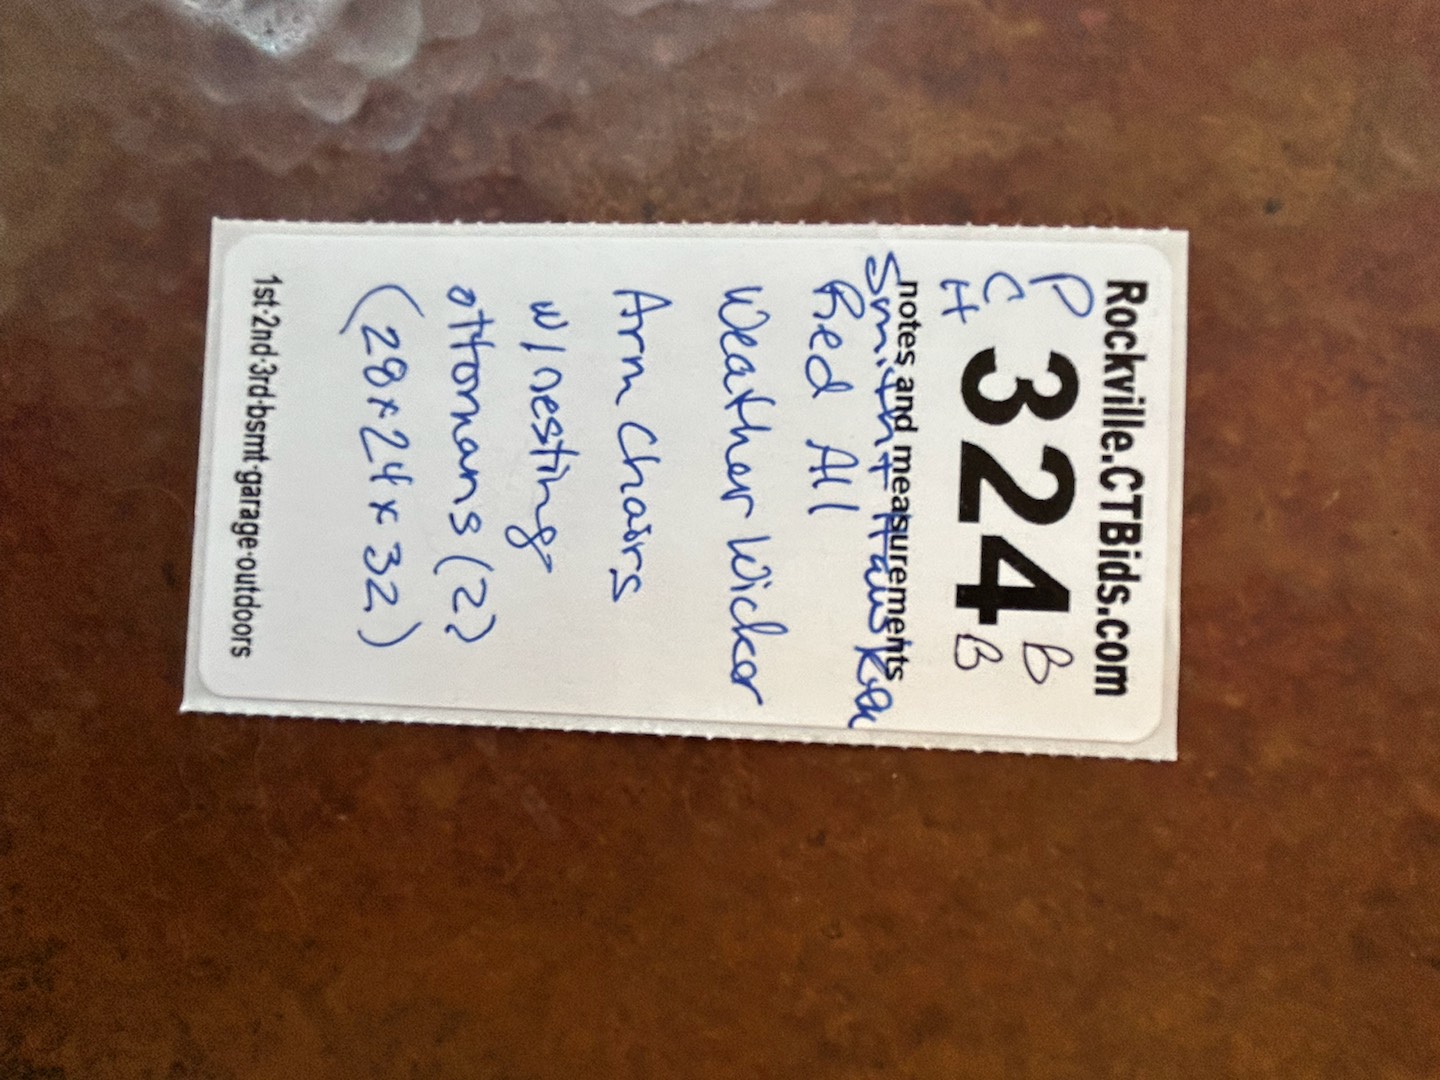 Rockville.CTBids.com
P
C 324 B
H B
notes and measurements
Smith + Hawken
Red All
Weather Wicker
Arm Chairs
w/nesting
ottomans (2)
(28 x 24 x 32)
1st·2nd·3rd·bsmt·garage·outdoors